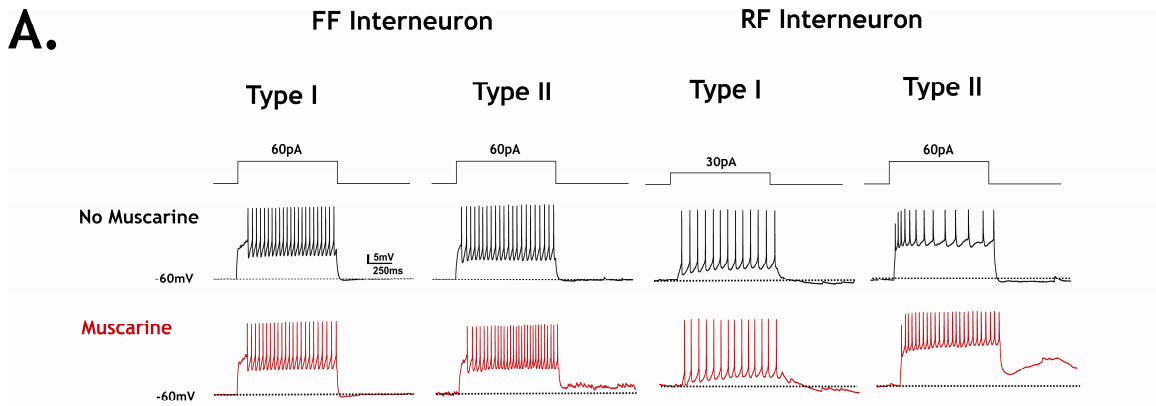 A.
FF Interneuron RF Interneuron
Type I Type II Type I Type II
60pA 60pA 30pA 60pA
No Muscarine
5mV
250ms
-60mV
Muscarine
-60mV